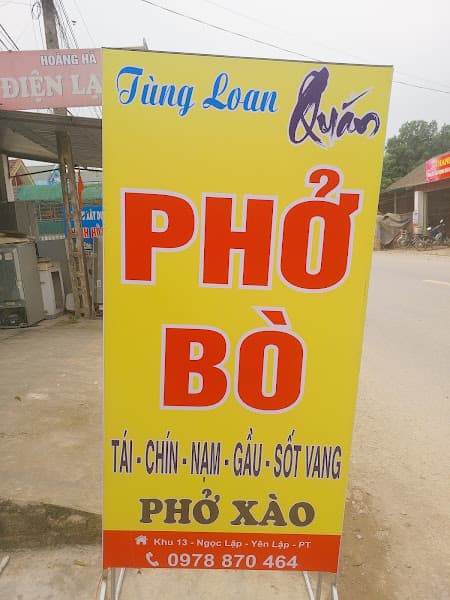 HOÀNG HÀ
ĐIỆN LẠ
Tùng Loan Quán
PHỞ
BÒ
TÁI - CHÍN - NẠM - GẦU - SỐT VANG
PHỞ XÀO
Khu 13 - Ngọc Lập - Yên Lập - PT
0978 870 464